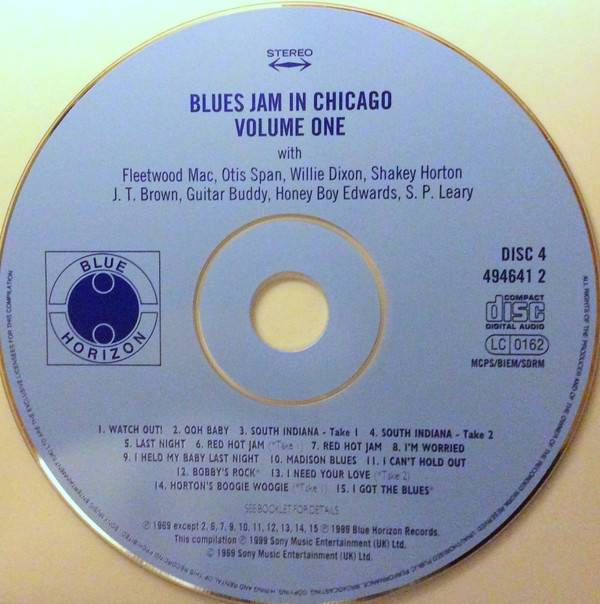 STEREO
BLUES JAM IN CHICAGO
VOLUME ONE
with
Fleetwood Mac, Otis Span, Willie Dixon, Shakey Horton
J. T. Brown, Guitar Buddy, Honey Boy Edwards, S. P. Leary
BLUE
HORIZON
DISC 4
494641 2
COMPACT
disc
DIGITAL AUDIO
LC 0162
MCPS/BIEM/SDRM
1. WATCH OUT! 2. OOH BABY 3. SOUTH INDIANA - Take 1 4. SOUTH INDIANA - Take 2
5. LAST NIGHT 6. RED HOT JAM (*Take 1) 7. RED HOT JAM 8. I'M WORRIED
9. I HELD MY BABY LAST NIGHT 10. MADISON BLUES 11. I CAN'T HOLD OUT
12. BOBBY'S ROCK* 13. I NEED YOUR LOVE (*Take 2)
14. HORTON'S BOOGIE WOOGIE (*Take 1) 15. I GOT THE BLUES*
SEE BOOKLET FOR DETAILS
℗ 1969 except 2, 6, 7, 9, 10, 11, 12, 13, 14, 15 ℗ 1999 Blue Horizon Records.
This compilation ℗ 1999 Sony Music Entertainment (UK) Ltd.
© 1969 Sony Music Entertainment (UK) Ltd.